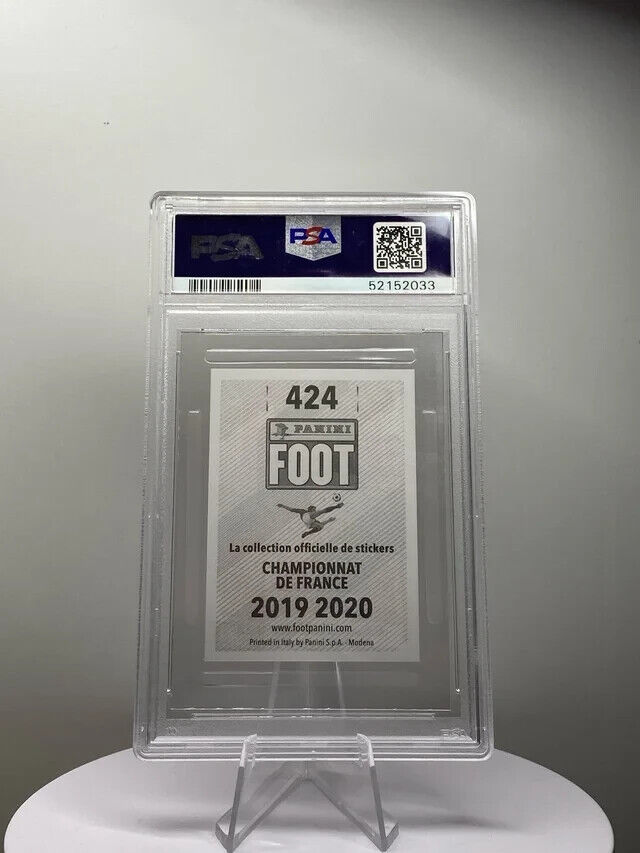 PSA PSA
52152033
424
PANINI
FOOT
La collection officielle de stickers
CHAMPIONNAT
DE FRANCE
2019 2020
www.footpanini.com
Printed in Italy by Panini S.p.A. - Modena
PSA